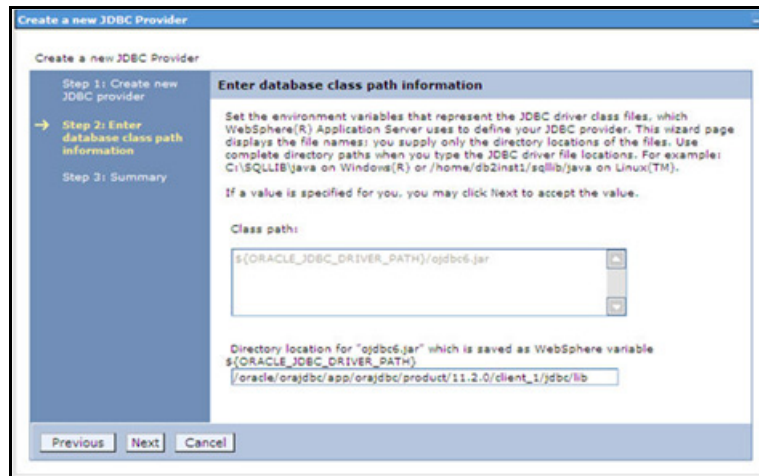 Create a new JDBC Provider
Create a new JDBC Provider
Step 1: Create new
JDBC provider
Step 2: Enter
database class path
information
Step 3: Summary
Enter database class path information
Set the environment variables that represent the JDBC driver class files, which
WebSphere(R) Application Server uses to define your JDBC provider. This wizard page
displays the file names; you supply only the directory locations of the files. Use
complete directory paths when you type the JDBC driver file locations. For example:
C:\SQLLIB\java on Windows(R) or /home/db2inst1/sqllib/java on Linux(TM).
If a value is specified for you, you may click Next to accept the value.
Class path:
${ORACLE_JDBC_DRIVER_PATH}/ojdbc6.jar
Directory location for "ojdbc6.jar" which is saved as WebSphere variable
${ORACLE_JDBC_DRIVER_PATH}
/oracle/orajdbc/app/orajdbc/product/11.2.0/client_1/jdbc/lib
Previous Next Cancel